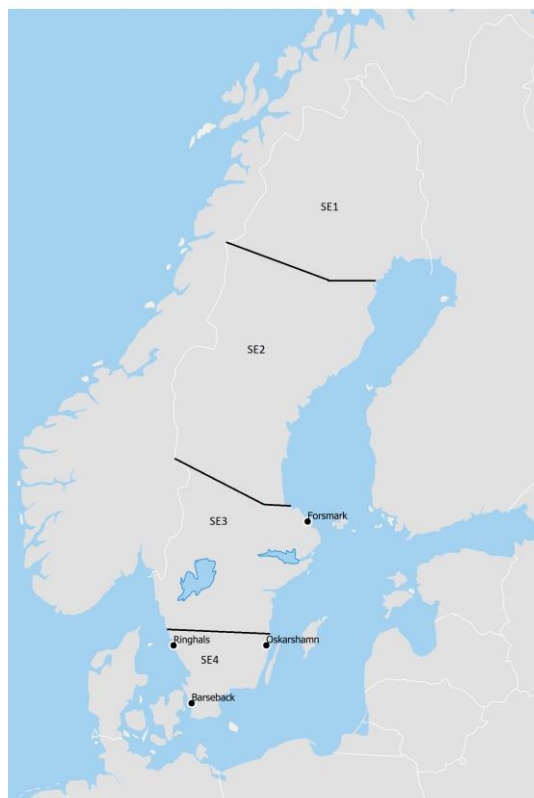 SE1
SE2
Forsmark
SE3
Ringhals
Oskarshamn
SE4
Barseback